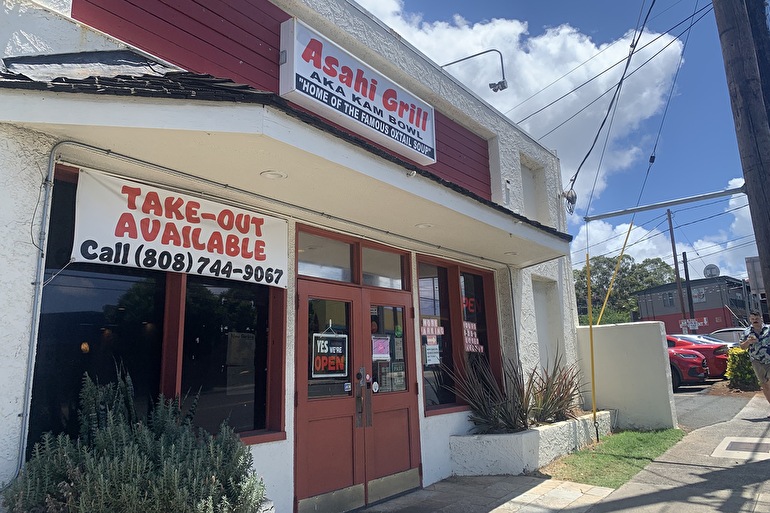 Asahi Grill
AKA KAM BOWL
"HOME OF THE FAMOUS OXTAIL SOUP"
TAKE-OUT
AVAILABLE
Call (808) 744-9067
YES WE'RE
OPEN
OPEN